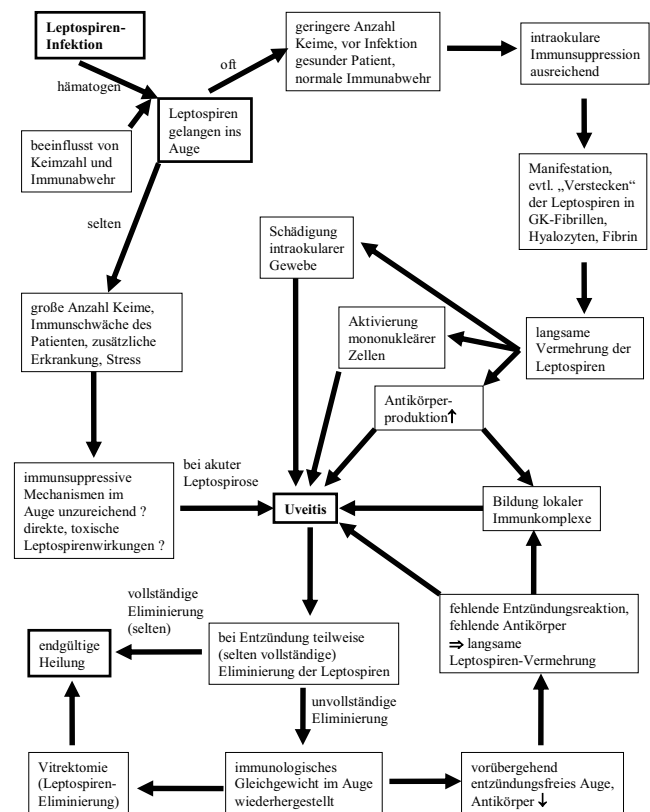 Leptospiren-
Infektion
hämatogen
oft
geringere Anzahl
Keime, vor Infektion
gesunder Patient,
normale Immunabwehr
intraokulare
Immunsuppression
ausreichend
Leptospiren
gelangen ins
Auge
beeinflusst von
Keimzahl und
Immunabwehr
Manifestation,
evtl. „Verstecken“
der Leptospiren in
GK-Fibrillen,
Hyalozyten, Fibrin
selten
Schädigung
intraokularer
Gewebe
große Anzahl Keime,
Immunschwäche des
Patienten, zusätzliche
Erkrankung, Stress
Aktivierung
mononukleärer
Zellen
langsame
Vermehrung der
Leptospiren
Antikörper-
produktion↑
immunsuppressive
Mechanismen im
Auge unzureichend ?
direkte, toxische
Leptospirenwirkungen ?
bei akuter
Leptospirose
Uveitis
Bildung lokaler
Immunkomplexe
vollständige
Eliminierung
(selten)
endgültige
Heilung
bei Entzündung teilweise
(selten vollständige)
Eliminierung der Leptospiren
fehlende Entzündungsreaktion,
fehlende Antikörper
⇒ langsame
Leptospiren-Vermehrung
unvollständige
Eliminierung
Vitrektomie
(Leptospiren-
Eliminierung)
immunologisches
Gleichgewicht im Auge
wiederhergestellt
vorübergehend
entzündungsfreies Auge,
Antikörper ↓